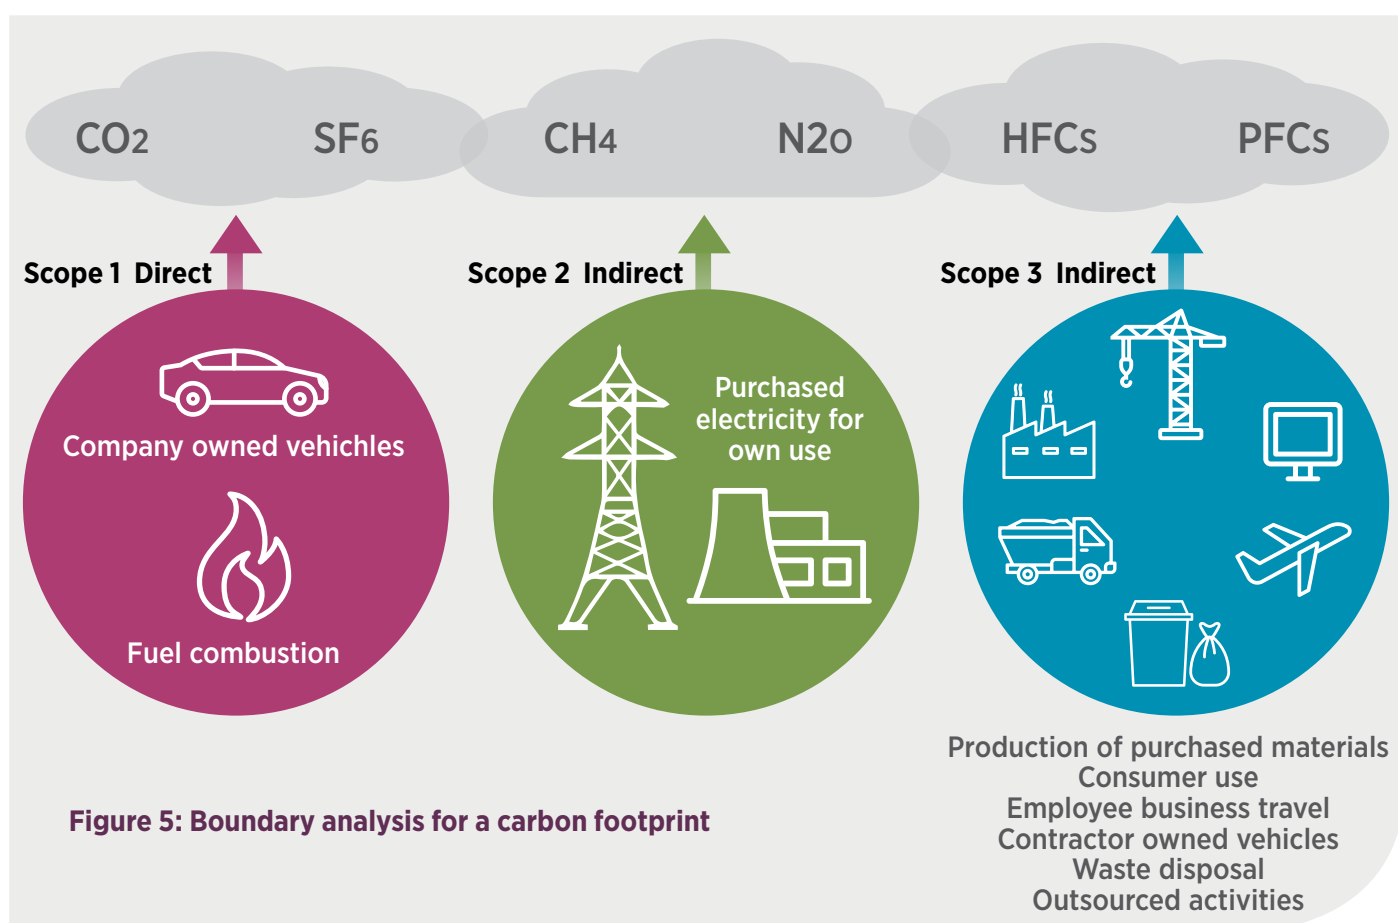 CO2 SF6 CH4 N2O HFCs PFCs
Scope 1 Direct
Scope 2 Indirect
Scope 3 Indirect
Company owned vehichles
Fuel combustion
Purchased
electricity for
own use
Production of purchased materials
Consumer use
Employee business travel
Contractor owned vehicles
Waste disposal
Outsourced activities
Figure 5: Boundary analysis for a carbon footprint